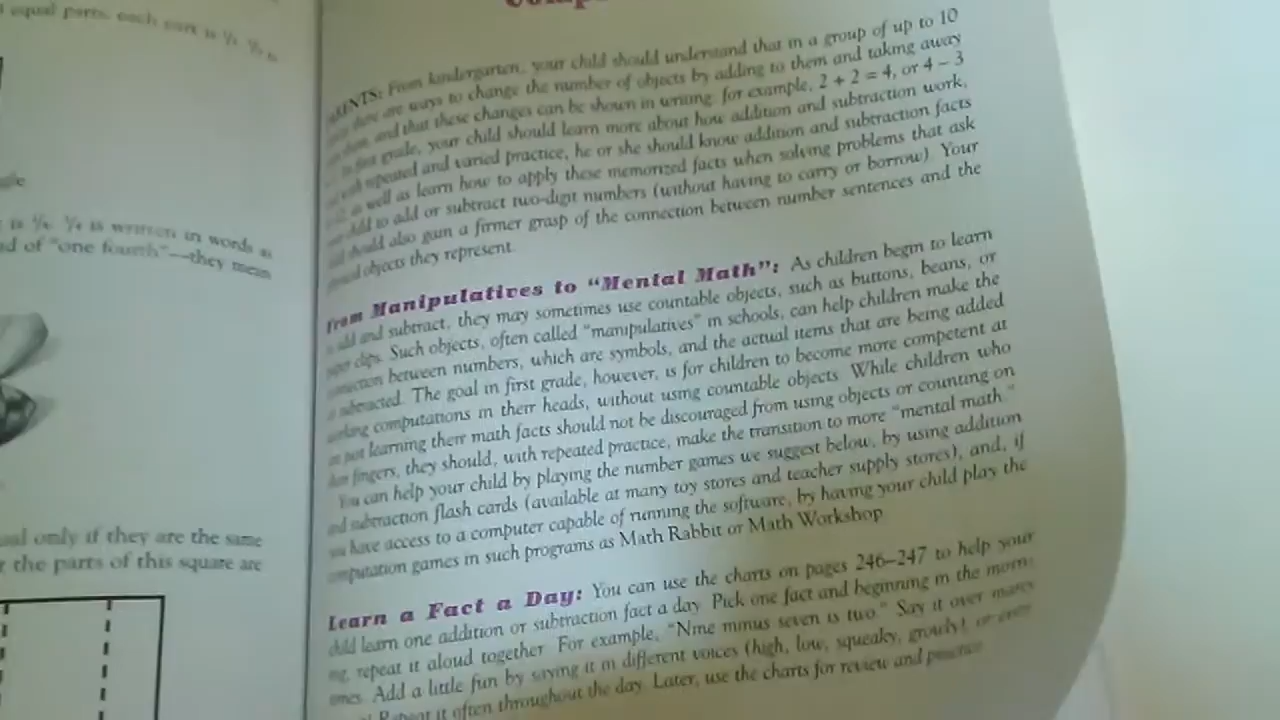 equal parts, each part is
is ⅕. ¼ is written in words as
of "one fourth"—they mean
only if they are the same
the parts of this square are
From kindergarten, your child should understand that in a group of up to 10
there are ways to change the number of objects by adding to them and taking away
and that these changes can be shown in writing: for example, 2 + 2 = 4, or 4 – 3
first grade, your child should learn more about how addition and subtraction work,
repeated and varied practice, he or she should know addition and subtraction facts
as well as learn how to apply these memorized facts when solving problems that ask
to add or subtract two-digit numbers (without having to carry or borrow). Your
should also gain a firmer grasp of the connection between number sentences and the
objects they represent.
From Manipulatives to "Mental Math": As children begin to learn
add and subtract, they may sometimes use countable objects, such as buttons, beans, or
clips. Such objects, often called "manipulatives" in schools, can help children make the
between numbers, which are symbols, and the actual items that are being added
subtracted. The goal in first grade, however, is for children to become more competent at
computations in their heads, without using countable objects. While children who
learning their math facts should not be discouraged from using objects or counting on
fingers, they should, with repeated practice, make the transition to more "mental math."
You can help your child by playing the number games we suggest below, by using addition
and subtraction flash cards (available at many toy stores and teacher supply stores), and, if
have access to a computer capable of running the software, by having your child play the
computation games in such programs as Math Rabbit or Math Workshop.
Learn a Fact a Day: You can use the charts on pages 246–247 to help your
child learn one addition or subtraction fact a day. Pick one fact and beginning in the morn-
ing, repeat it aloud together. For example, "Nine minus seven is two." Say it over many
times. Add a little fun by saying it in different voices (high, low, squeaky, growly), or even
Repeat it often throughout the day. Later, use the charts for review and practice.